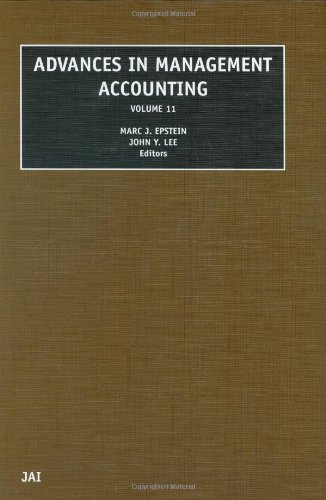 ADVANCES IN MANAGEMENT
ACCOUNTING
VOLUME 11
MARC J. EPSTEIN
JOHN Y. LEE
Editors
JAI